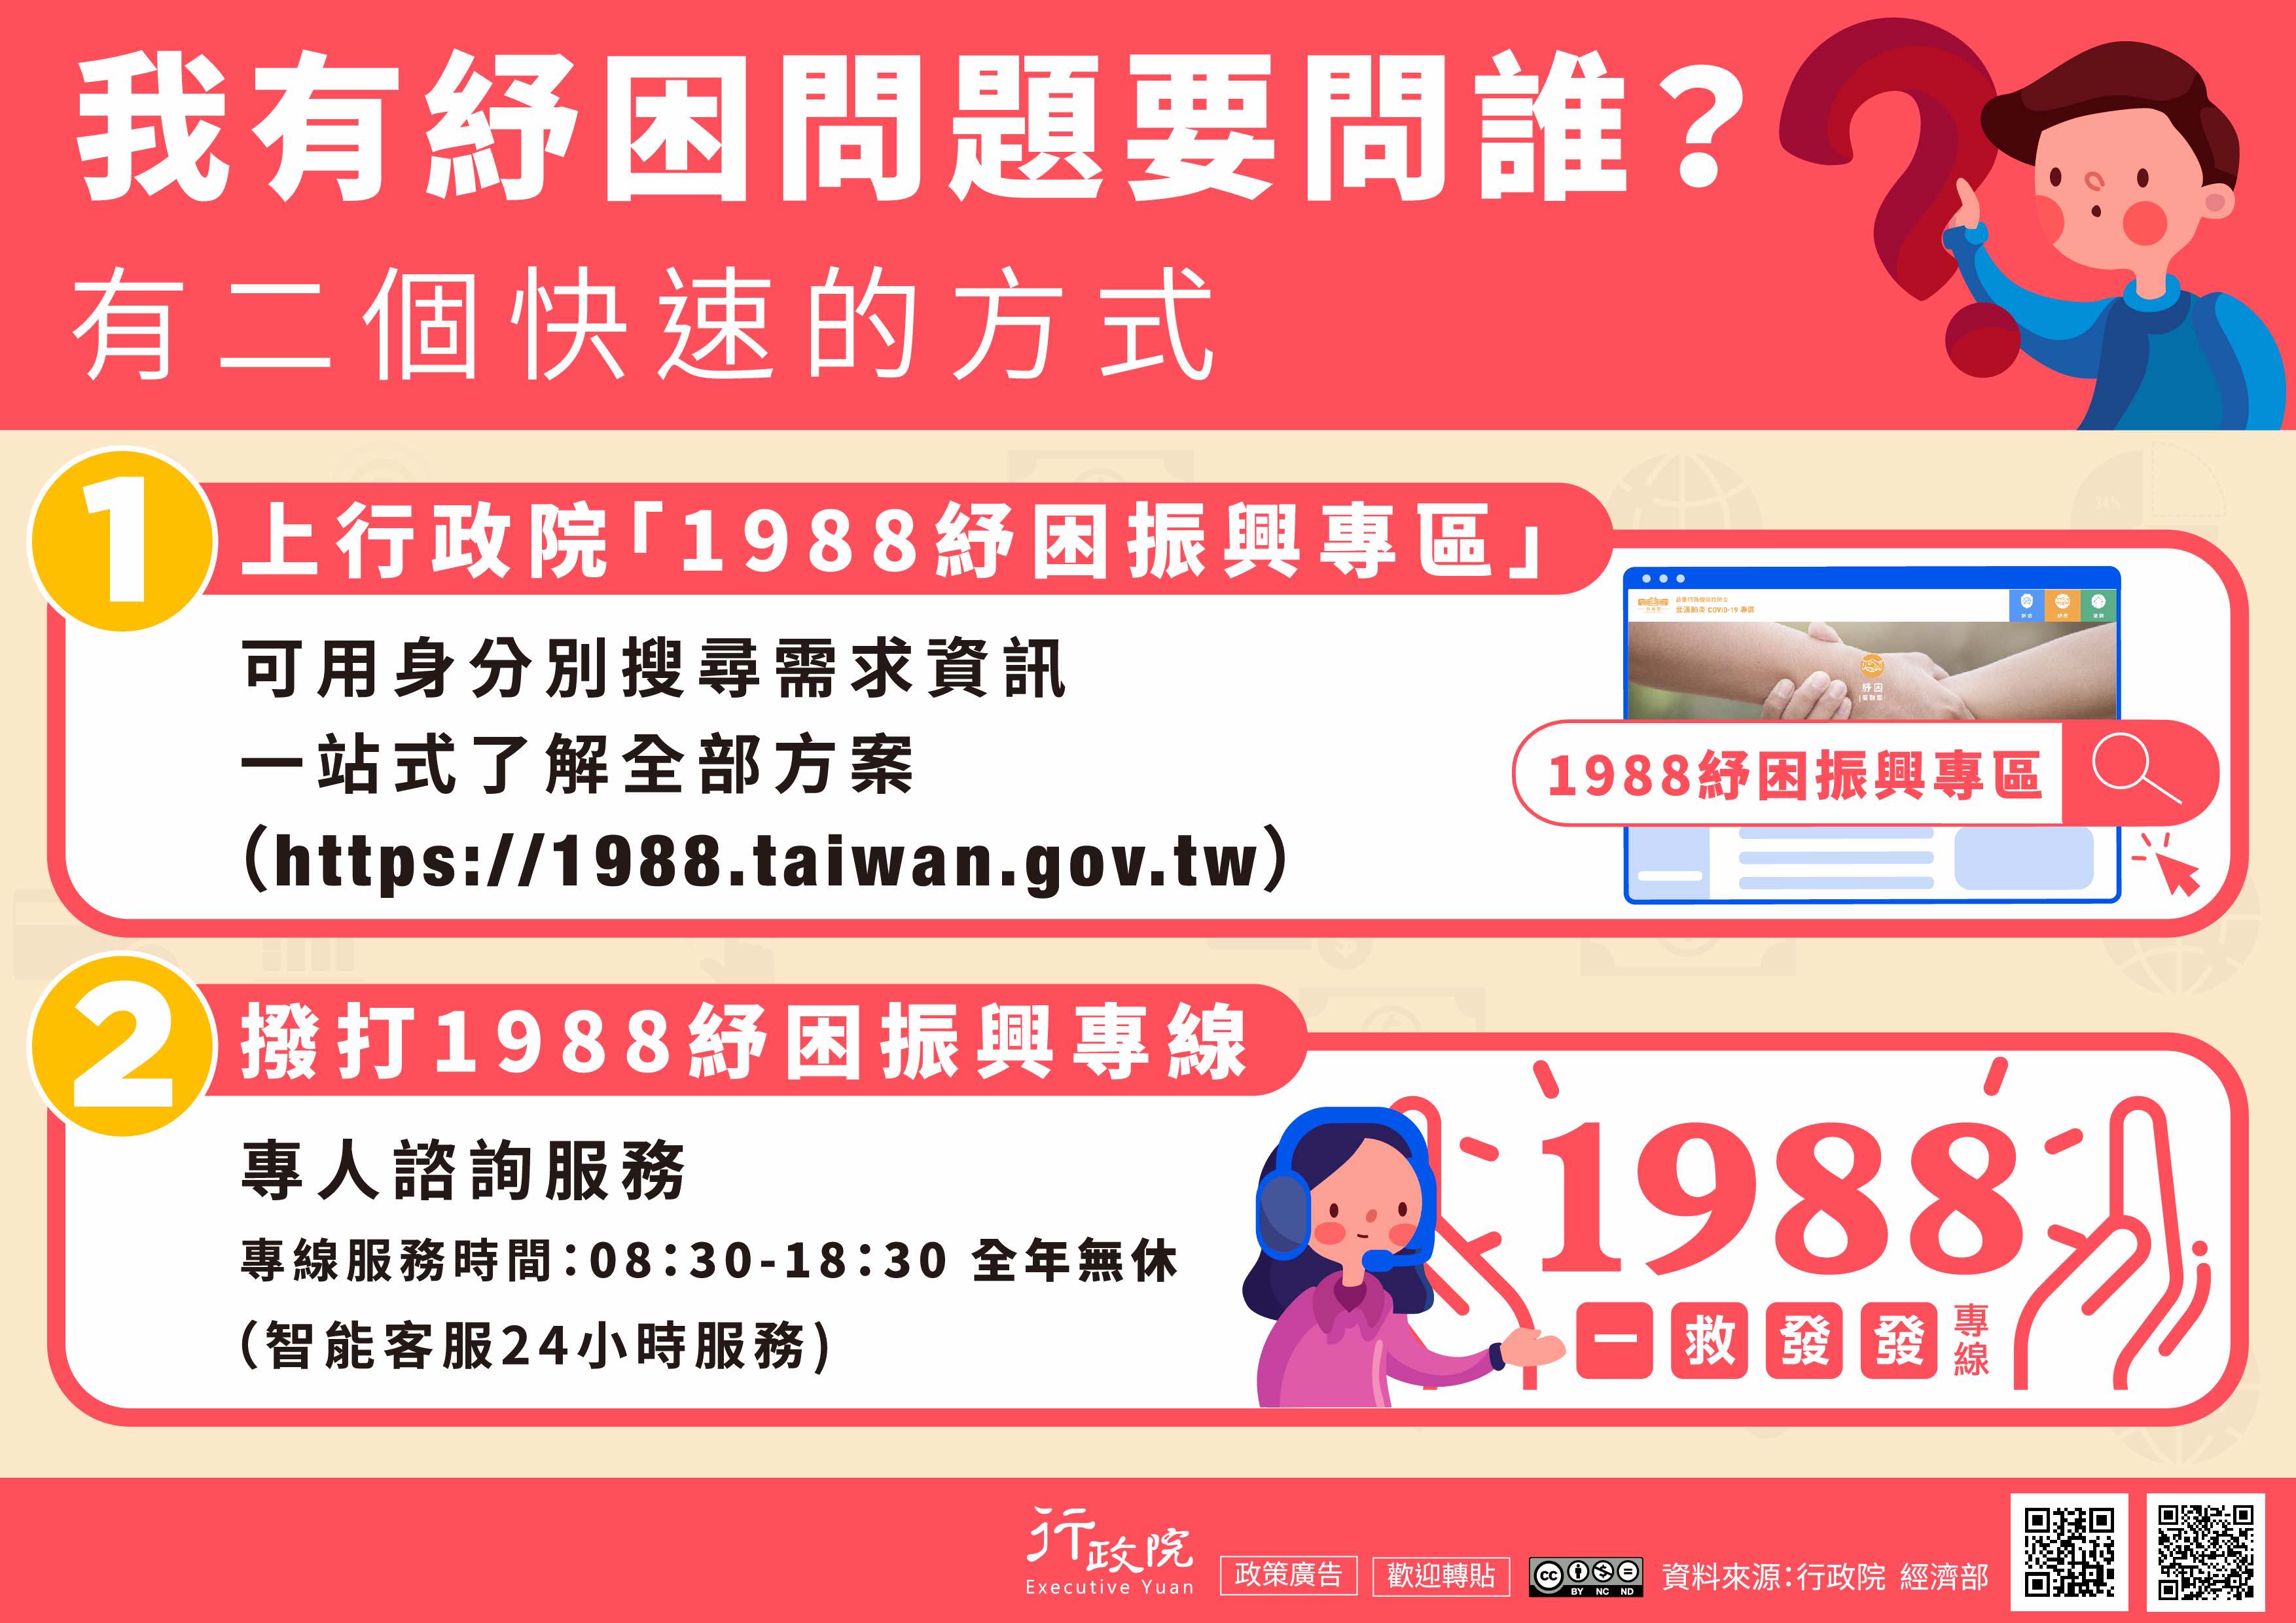 我有紓困問題要問誰？
有二個快速的方式
1
上行政院「1988紓困振興專區」
可用身分別搜尋需求資訊
一站式了解全部方案
（https://1988.taiwan.gov.tw）
紓困
1988紓困振興專區
2
撥打1988紓困振興專線
專人諮詢服務
專線服務時間：08：30-18：30 全年無休
（智能客服24小時服務）
1988
一救發發專線
行政院
Executive Yuan
政策廣告
歡迎轉貼
cc BY NC ND
資料來源：行政院 經濟部